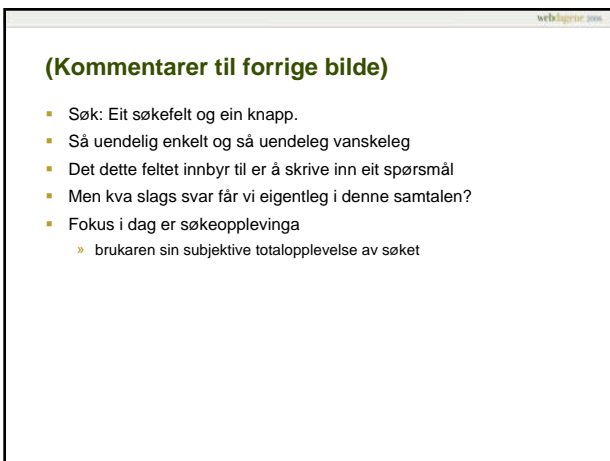 webdagene 2006
(Kommentarer til forrige bilde)
Søk: Eit søkefelt og ein knapp.
Så uendelig enkelt og så uendeleg vanskeleg
Det dette feltet innbyr til er å skrive inn eit spørsmål
Men kva slags svar får vi eigentleg i denne samtalen?
Fokus i dag er søkeopplevinga
» brukaren sin subjektive totalopplevelse av søket